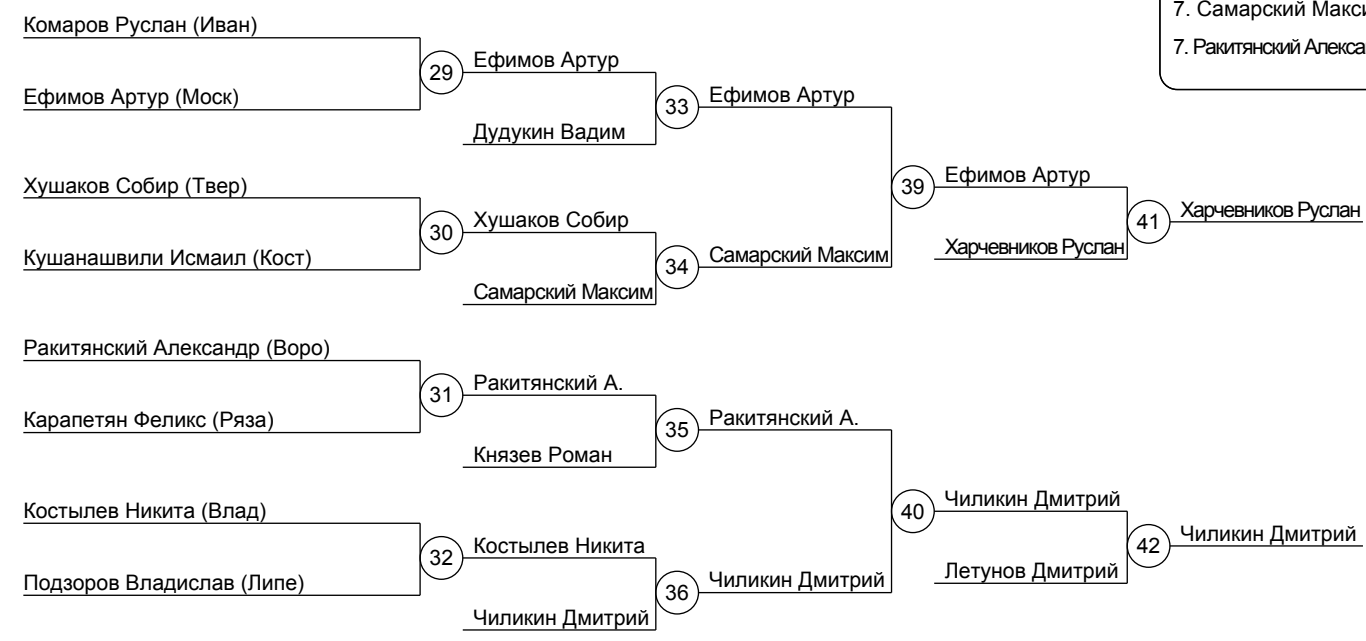 Комаров Руслан (Иван)
7. Самарский
7. Ракитянский
29
Ефимов Артур
Ефимов Артур (Моск)
33
Ефимов Артур
Дудукин Вадим
39
Ефимов Артур
Хушаков Собир (Твер)
41
Харчевников Руслан
30
Хушаков Собир
Харчевников Руслан
Кушанашвили Исмаил (Кост)
34
Самарский Максим
Самарский Максим
Ракитянский Александр (Воро)
31
Ракитянский А.
Карапетян Феликс (Ряза)
35
Ракитянский А.
Князев Роман
40
Чиликин Дмитрий
Костылев Никита (Влад)
42
Чиликин Дмитрий
32
Костылев Никита
Летунов Дмитрий
Подзоров Владислав (Липе)
36
Чиликин Дмитрий
Чиликин Дмитрий